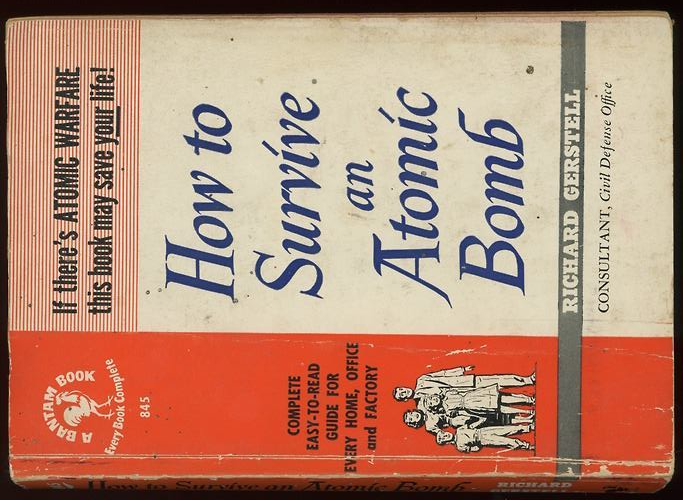 If there's ATOMIC WARFARE
this book may save your life!
How to
Survive
an
Atomic
Bomb
RICHARD GERSTELL
CONSULTANT, Civil Defense Office
A BANTAM BOOK
Every Book Complete
845
COMPLETE
EASY-TO-READ
GUIDE FOR
EVERY HOME, OFFICE
and FACTORY
How to Survive an Atomic Bomb
RICHARD
GERSTELL